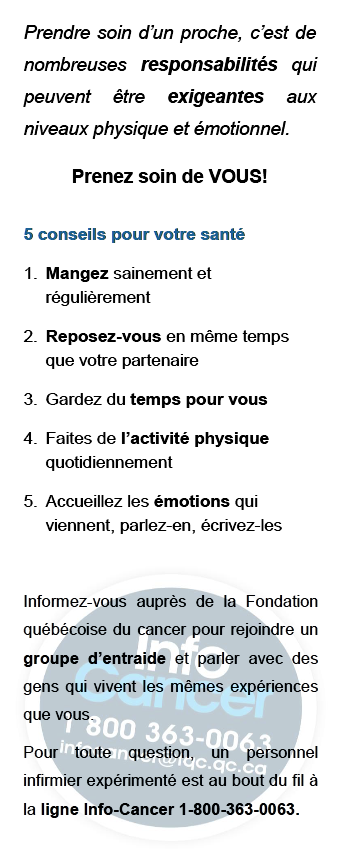 Prendre soin d’un proche, c’est de
nombreuses responsabilités qui
peuvent être exigeantes aux
niveaux physique et émotionnel.
Prenez soin de VOUS!
5 conseils pour votre santé
1. Mangez sainement et
régulièrement
2. Reposez-vous en même temps
que votre partenaire
3. Gardez du temps pour vous
4. Faites de l’activité physique
quotidiennement
5. Accueillez les émotions qui
viennent, parlez-en, écrivez-les
Informez-vous auprès de la Fondation
québécoise du cancer pour rejoindre un
groupe d’entraide et parler avec des
gens qui vivent les mêmes expériences
que vous.
Pour toute question, un personnel
infirmier expérimenté est au bout du fil à
la ligne Info-Cancer 1-800-363-0063.
Info
Cancer
1 800 363-0063
infocancer@fqc.qc.ca